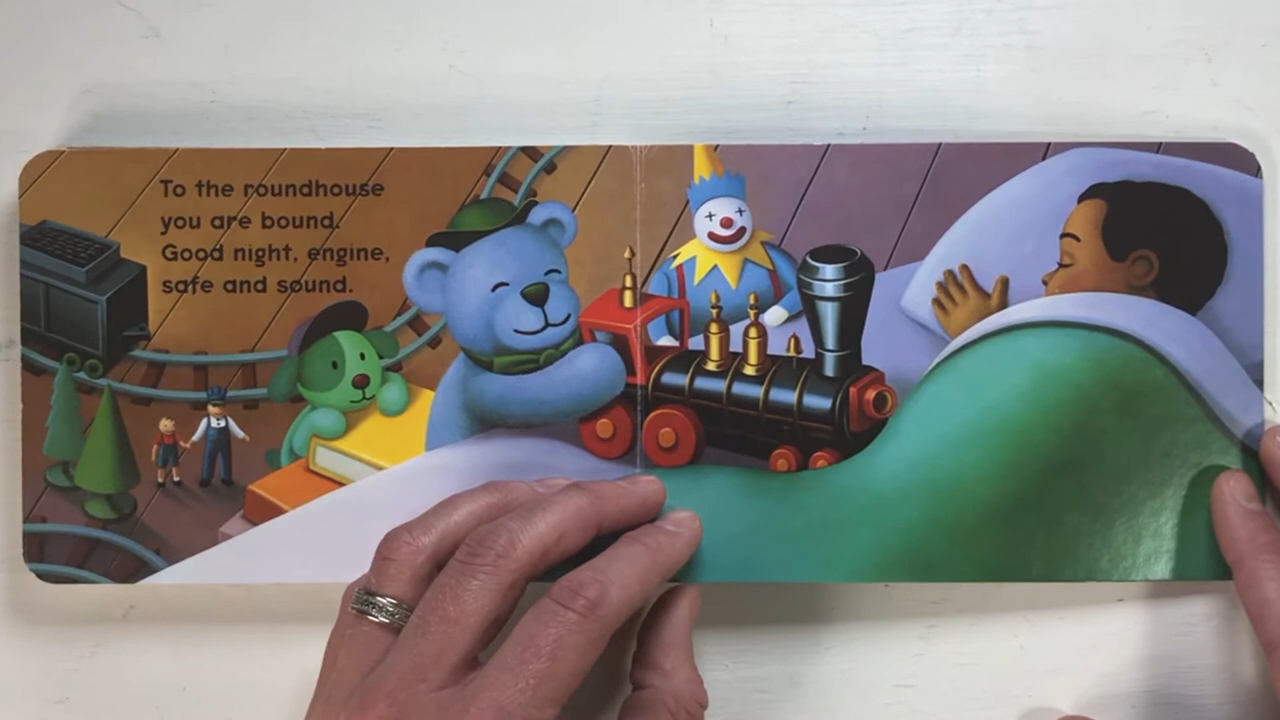 To the roundhouse
you are bound.
Good night, engine,
safe and sound.